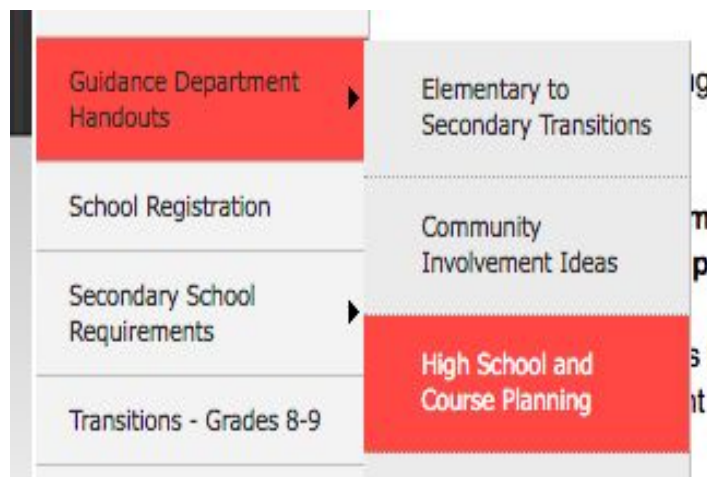 Guidance Department
Handouts
School Registration
Secondary School
Requirements
Transitions - Grades 8-9
Elementary to
Secondary Transitions
Community
Involvement Ideas
High School and
Course Planning